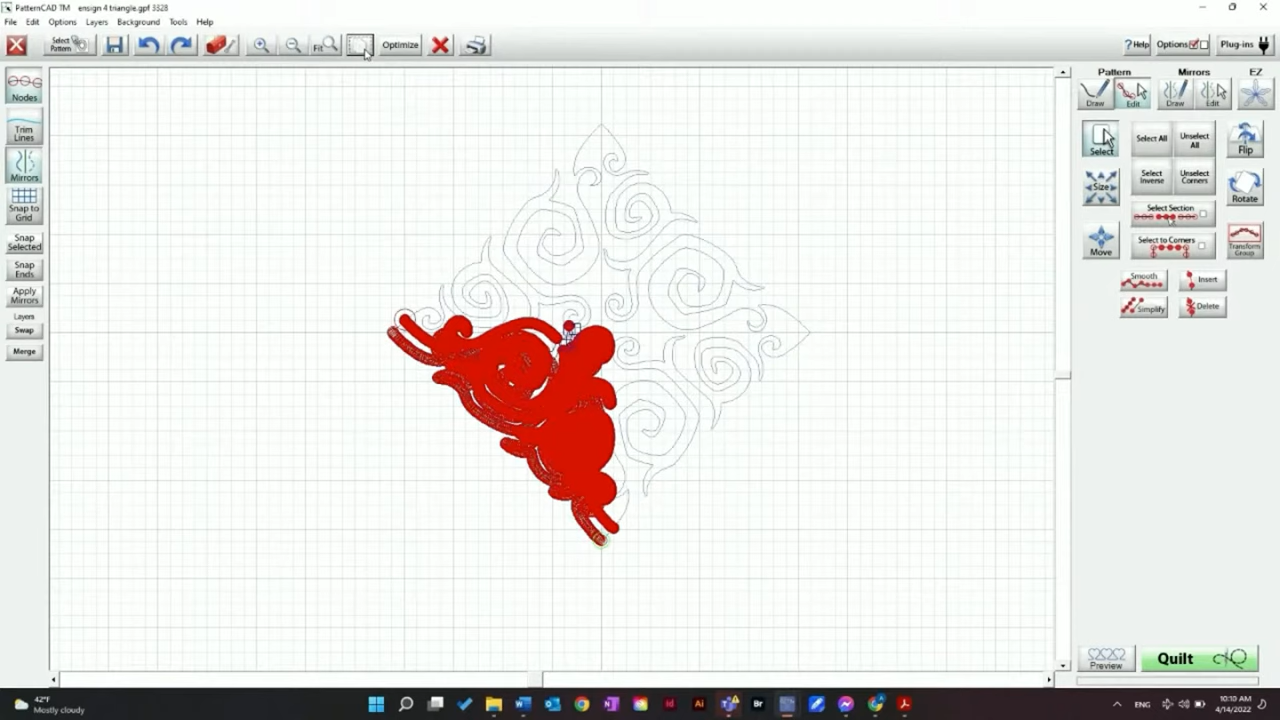 PatternCAD TM ensign 4 triangle.gpf 3328
File Edit Options Layers Background Tools Help
Select Pattern
Fit
Optimize
?Help
Options
Plug-ins
Nodes
Trim Lines
Mirrors
Snap to Grid
Snap Selected
Snap Ends
Apply Mirrors
Layers
Swap
Merge
Pattern Mirrors EZ
Draw Edit Draw Edit
Select
Select All
Unselect All
Flip
Size
Select Inverse
Unselect Corners
Rotate
Select Section
Move
Select to Corners
Transform Group
Smooth
Insert
Simplify
Delete
Preview
Quilt
42°F
Mostly cloudy
ENG
10:10 AM
4/14/2022